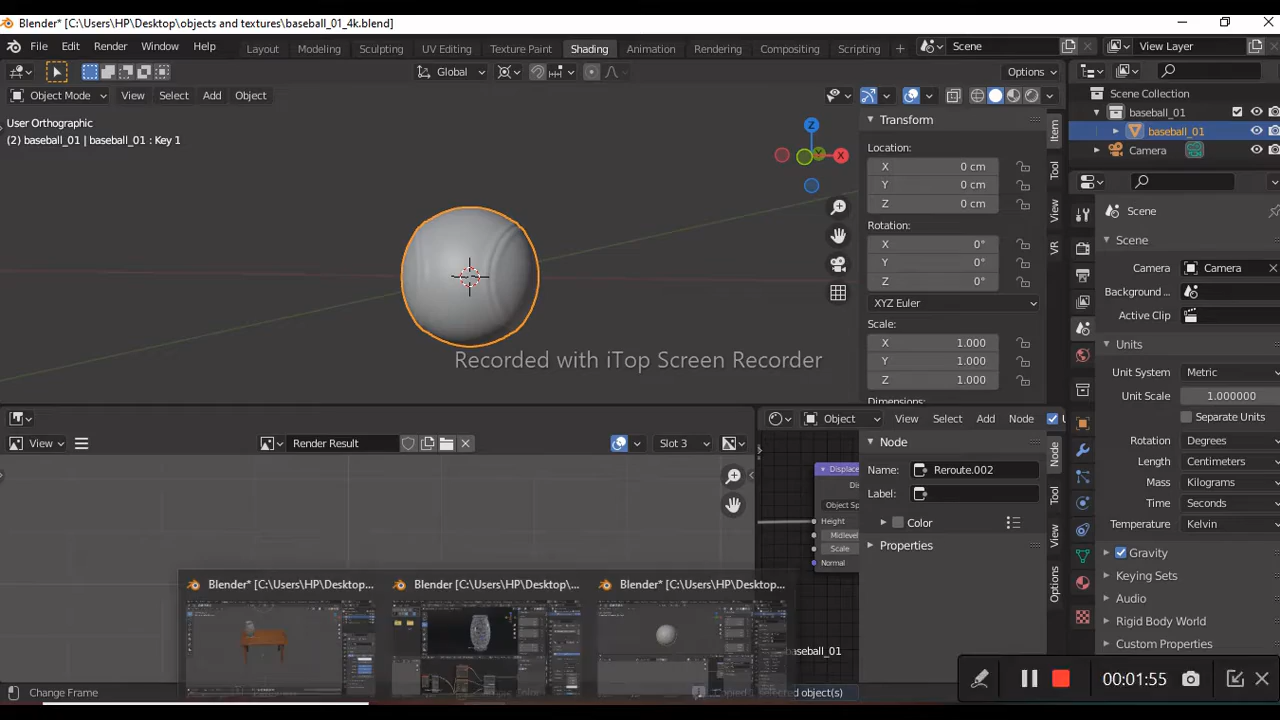 Blender* [C:\Users\HP\Desktop\objects and textures\baseball_01_4k.blend]
File Edit Render Window Help
Layout Modeling Sculpting UV Editing Texture Paint Shading Animation Rendering Compositing Scripting
Scene View Layer
Global Options
Object Mode View Select Add Object
User Orthographic
(2) baseball_01 | baseball_01 : Key 1
Z
X
Transform
Location:
X 0 cm
Y 0 cm
Z 0 cm
Rotation:
X 0°
Y 0°
Z 0°
XYZ Euler
Scale:
X 1.000
Y 1.000
Z 1.000
Item
Tool
View
VR
Scene Collection
baseball_01
baseball_01
Camera
Scene
Scene
Camera Camera
Background
Active Clip
Units
Unit System Metric
Unit Scale 1.000000
Separate Units
Rotation Degrees
Length Centimeters
Mass Kilograms
Time Seconds
Temperature Kelvin
Gravity
Keying Sets
Audio
Rigid Body World
Custom Properties
Recorded with iTop Screen Recorder
View Render Result Slot 3
Object View Select Add Node
Displace
Object Sp
Height
Midlevel
Scale
Normal
Node
Name: Reroute.002
Label:
Color
Properties
Node
Tool
View
Options
Blender* [C:\Users\HP\Desktop...
Blender [C:\Users\HP\Desktop\...
Blender* [C:\Users\HP\Desktop...
baseball_01
Change Frame
selected object(s)
00:01:55